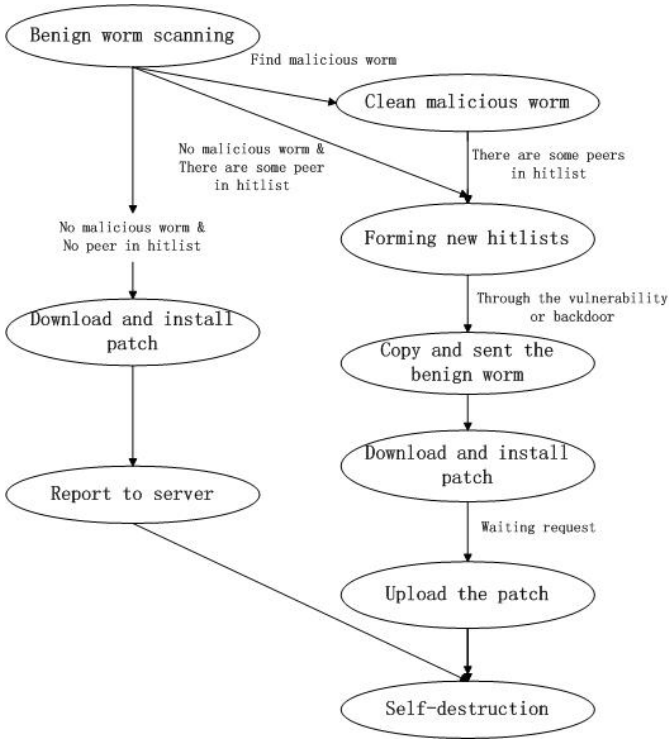 Benign worm scanning
Find malicious worm
Clean malicious worm
No malicious worm &
There are some peer
in hitlist
There are some peers
in hitlist
No malicious worm &
No peer in hitlist
Forming new hitlists
Through the vulnerability
or backdoor
Download and install
patch
Copy and sent the
benign worm
Download and install
patch
Report to server
Waiting request
Upload the patch
Self-destruction